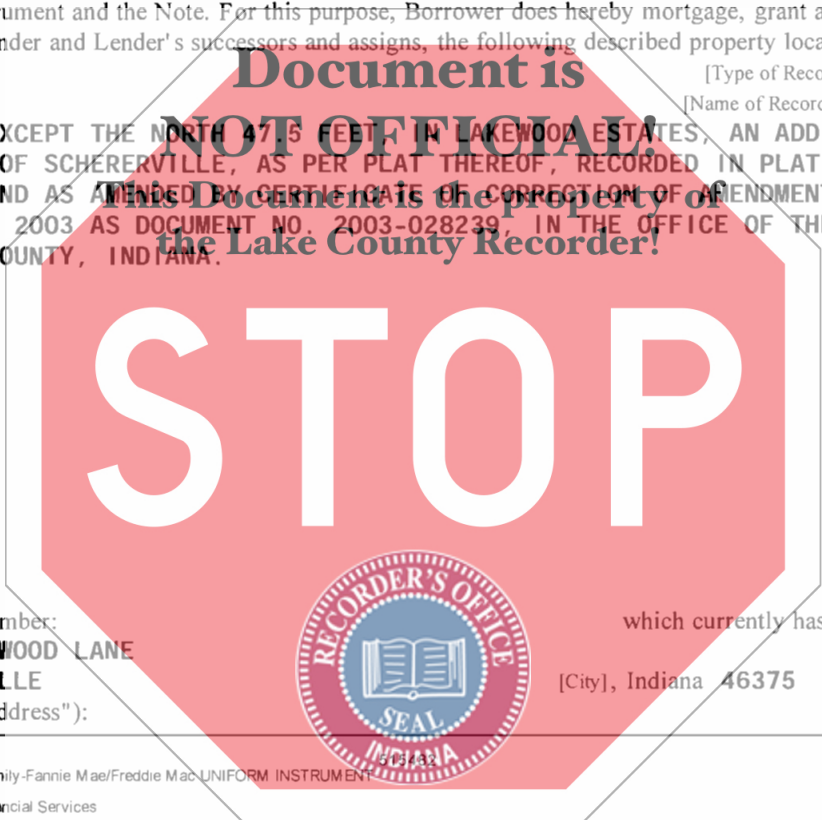 ument and the Note. For this purpose, Borrower does hereby mortgage, grant a
nder and Lender's successors and assigns, the following described property loca
Document is
[Type of Reco
[Name of Record
NOT OFFICIAL!
XCEPT THE NORTH 47.5 FEET, IN LAKEWOOD ESTATES, AN ADD
OF SCHERERVILLE, AS PER PLAT THEREOF, RECORDED IN PLAT
This Document is the property of
ND AS AMENDED BY CERTIFICATE OF CORRECTION OF AMENDMENT
2003 AS DOCUMENT NO. 2003-028239, IN THE OFFICE OF TH
the Lake County Recorder!
OUNTY, INDIANA.
STOP
RECORDER'S OFFICE
SEAL
INDIANA
mber:
which currently has
WOOD LANE
LLE
[City], Indiana 46375
ddress"):
ily-Fannie Mae/Freddie Mac UNIFORM INSTRUMENT
ncial Services